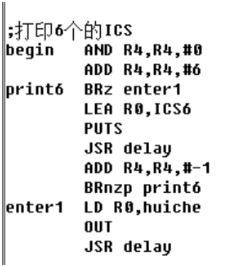 ;打印6个的ICS
begin AND R4,R4,#0
ADD R4,R4,#6
print6 BRz enter1
LEA R0,ICS6
PUTS
JSR delay
ADD R4,R4,#-1
BRnzp print6
enter1 LD R0,huiche
OUT
JSR delay